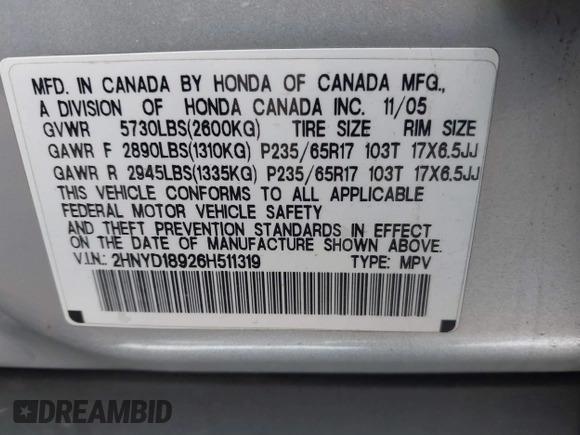 MFD. IN CANADA BY HONDA OF CANADA MFG.,
A DIVISION OF HONDA CANADA INC. 11/05
GVWR 5730LBS(2600KG) TIRE SIZE RIM SIZE
GAWR F 2890LBS(1310KG) P235/65R17 103T 17X6.5JJ
GAWR R 2945LBS(1335KG) P235/65R17 103T 17X6.5JJ
THIS VEHICLE CONFORMS TO ALL APPLICABLE
FEDERAL MOTOR VEHICLE SAFETY
AND THEFT PREVENTION STANDARDS IN EFFECT
ON THE DATE OF MANUFACTURE SHOWN ABOVE.
V.I.N.: 2HNYD18926H511319 TYPE: MPV
DREAMBID